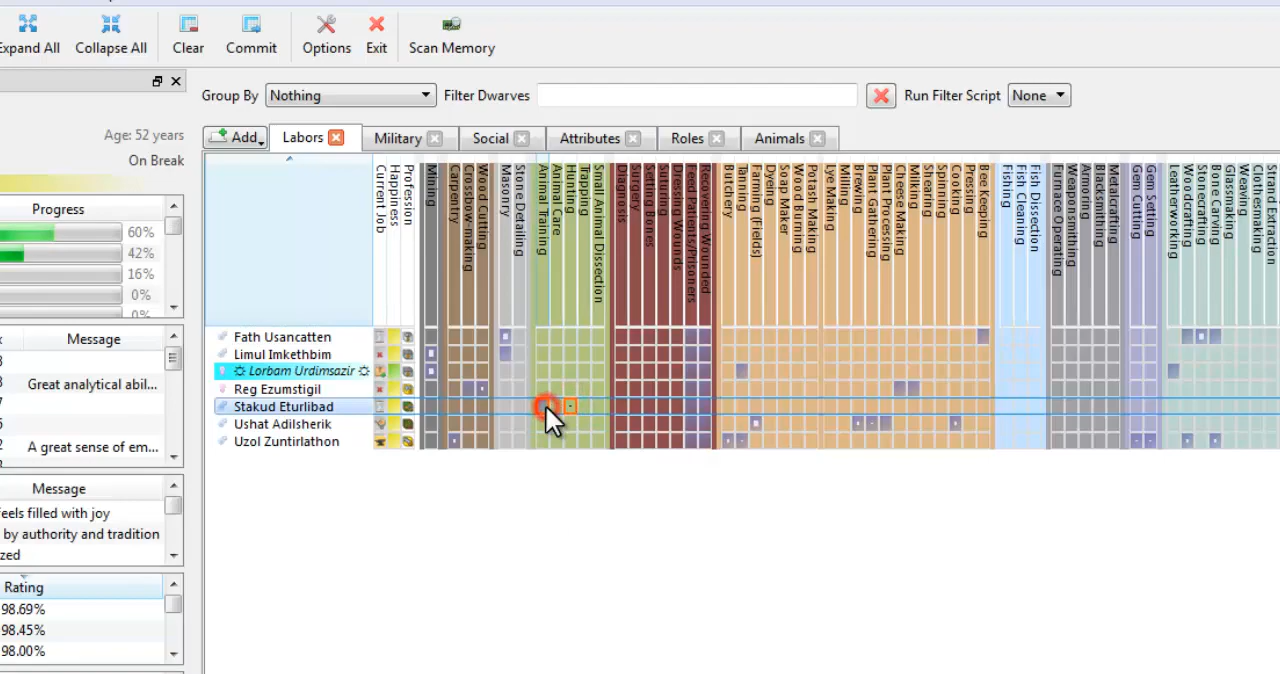 Expand All
Collapse All
Clear
Commit
Options
Exit
Scan Memory
Group By
Nothing
Filter Dwarves
Run Filter Script
None
Age: 52 years
On Break
Add
Labors
Military
Social
Attributes
Roles
Animals
Progress
60%
42%
16%
0%
0%
Message
Great analytical abil...
A great sense of em...
Message
feels filled with joy
by authority and tradition
zed
Rating
98.69%
98.45%
98.00%
Current Job
Happiness
Profession
Mining
Carpentry
Crossbow-making
Wood Cutting
Masonry
Stone Detailing
Animal Training
Animal Care
Hunting
Trapping
Small Animal Dissection
Diagnosis
Surgery
Setting Bones
Suturing
Dressing Wounds
Feed Patients/Prisoners
Recovering Wounded
Butchery
Tanning
Farming (Fields)
Dyeing
Soap Maker
Wood Burning
Potash Making
Lye Making
Milling
Brewing
Plant Gathering
Plant Processing
Cheese Making
Milking
Shearing
Spinning
Cooking
Pressing
Bee Keeping
Fishing
Fish Cleaning
Fish Dissection
Furnace Operating
Weaponsmithing
Armoring
Blacksmithing
Metalcrafting
Gem Cutting
Gem Setting
Leatherworking
Woodcrafting
Stonecrafting
Bone Carving
Glassmaking
Weaving
Clothesmaking
Strand Extraction
Fath Usancatten
Limul Imkethbim
Lorbam Urdimsazir
Reg Ezumstigil
Stakud Eturlibad
Ushat Adilsherik
Uzol Zuntirlathon